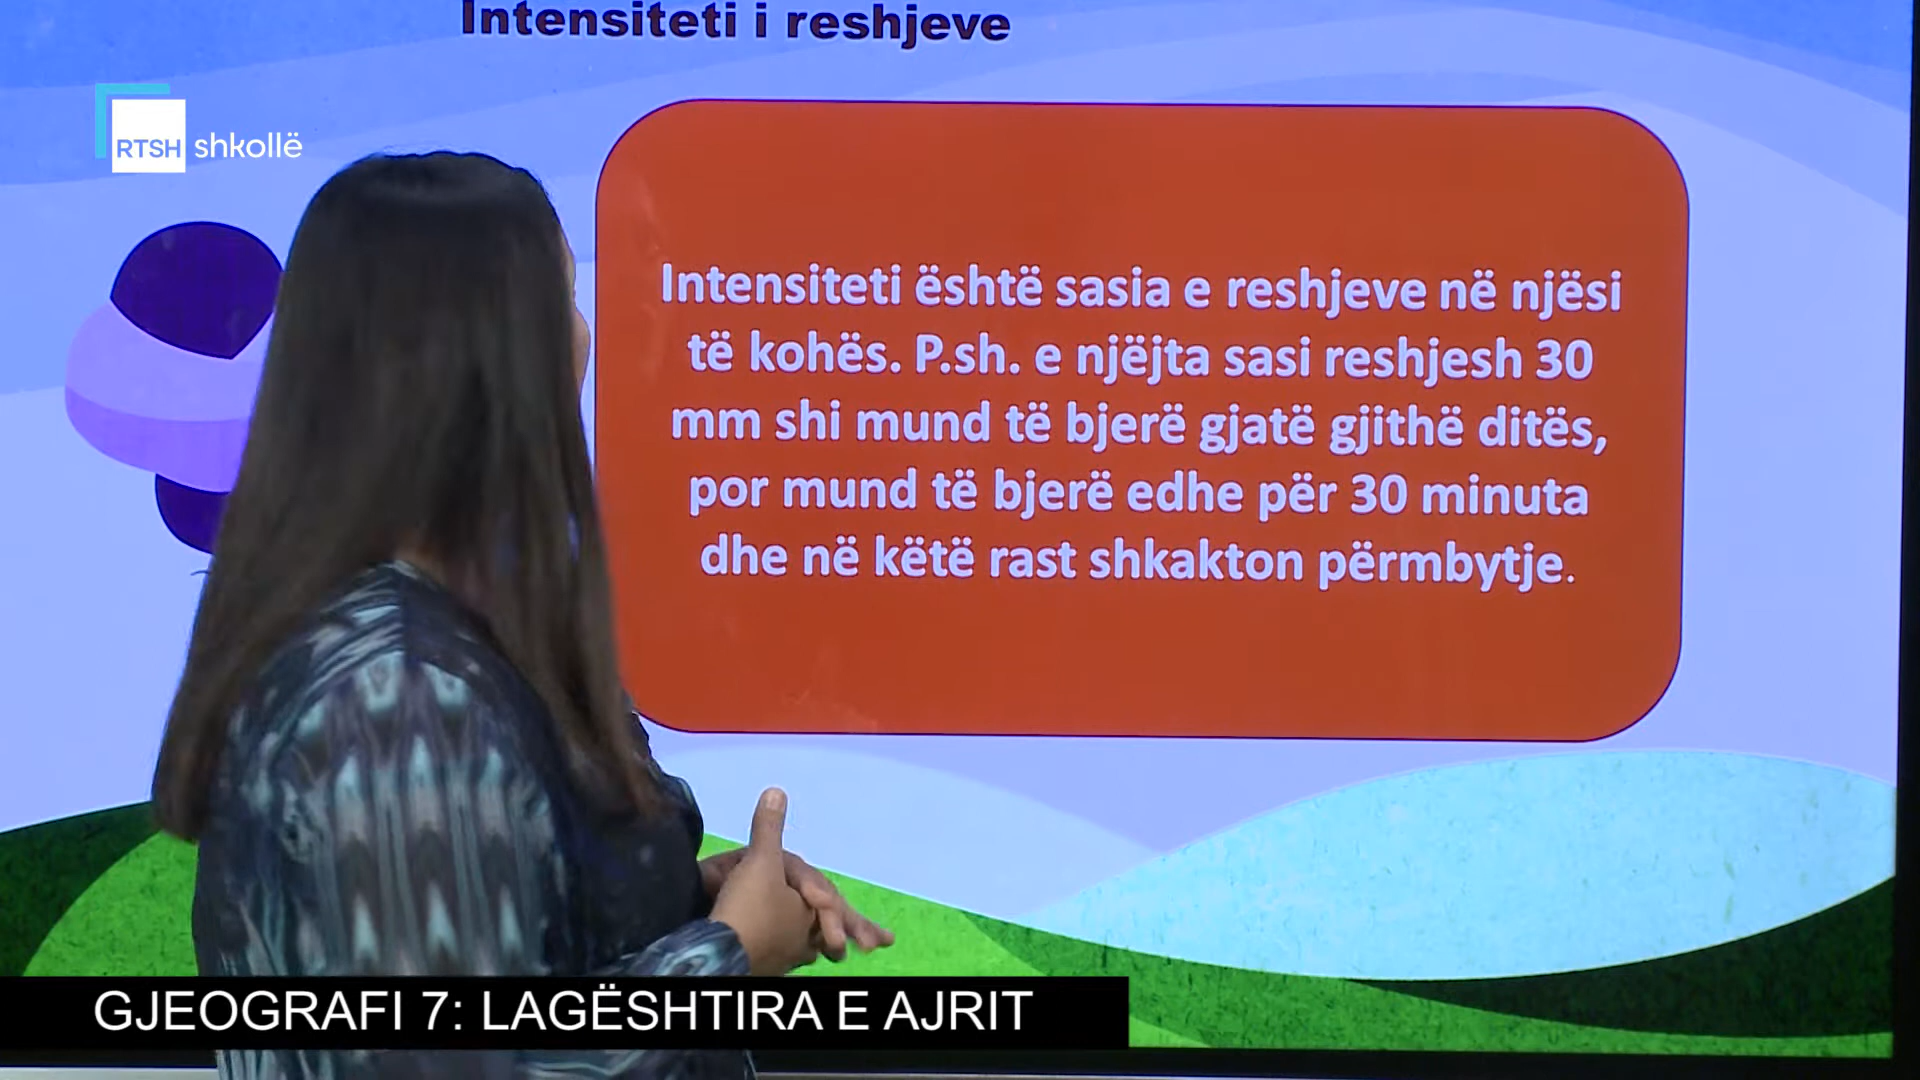 Intensiteti i reshjeve
RTSH shkollë
Intensiteti është sasia e reshjeve në njësi
të kohës. P.sh. e njëjta sasi reshjesh 30
mm shi mund të bjerë gjatë gjithë ditës,
por mund të bjerë edhe për 30 minuta
dhe në këtë rast shkakton përmbytje.
GJEOGRAFI 7: LAGËSHTIRA E AJRIT